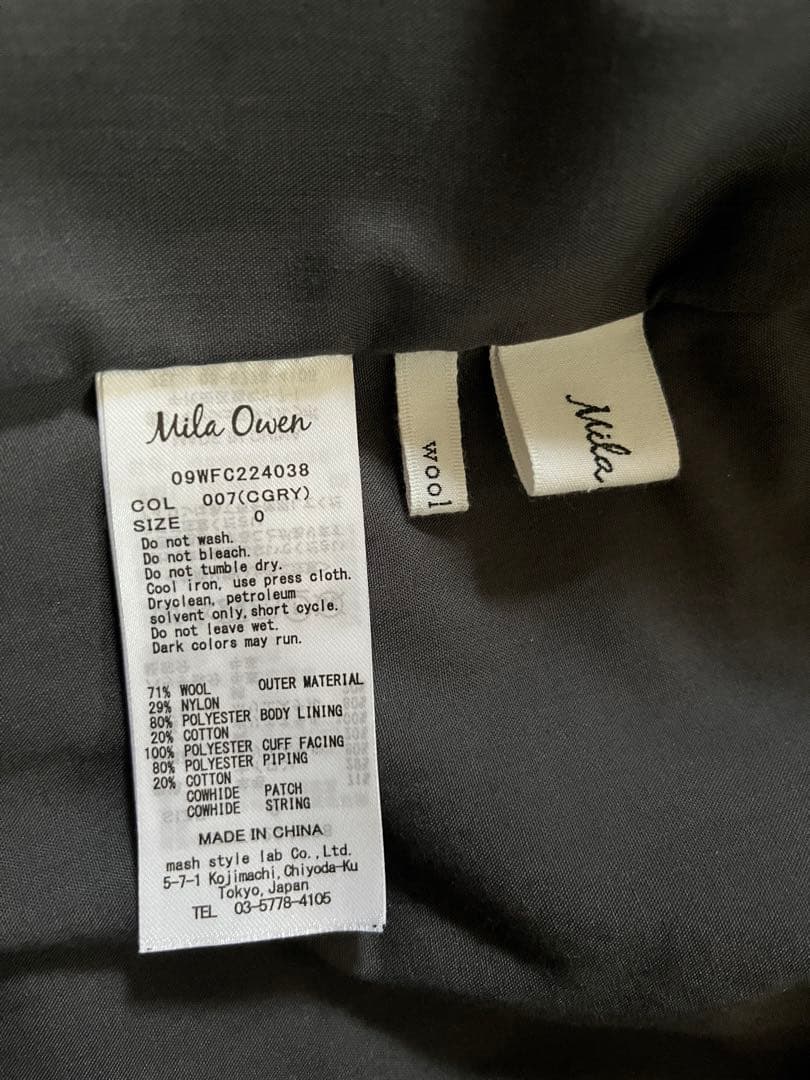 Mila Owen
09WFC224038
COL 007(CGRY)
SIZE 0
Do not wash.
Do not bleach.
Do not tumble dry.
Cool iron, use press cloth.
Dryclean, petroleum
solvent only, short cycle.
Do not leave wet.
Dark colors may run.
71% WOOL OUTER MATERIAL
29% NYLON
80% POLYESTER BODY LINING
20% COTTON
100% POLYESTER CUFF FACING
80% POLYESTER PIPING
20% COTTON
COWHIDE PATCH
COWHIDE STRING
MADE IN CHINA
mash style lab Co.,Ltd.
5-7-1 Kojimachi, Chiyoda-Ku
Tokyo, Japan
TEL 03-5778-4105
wool
Mila